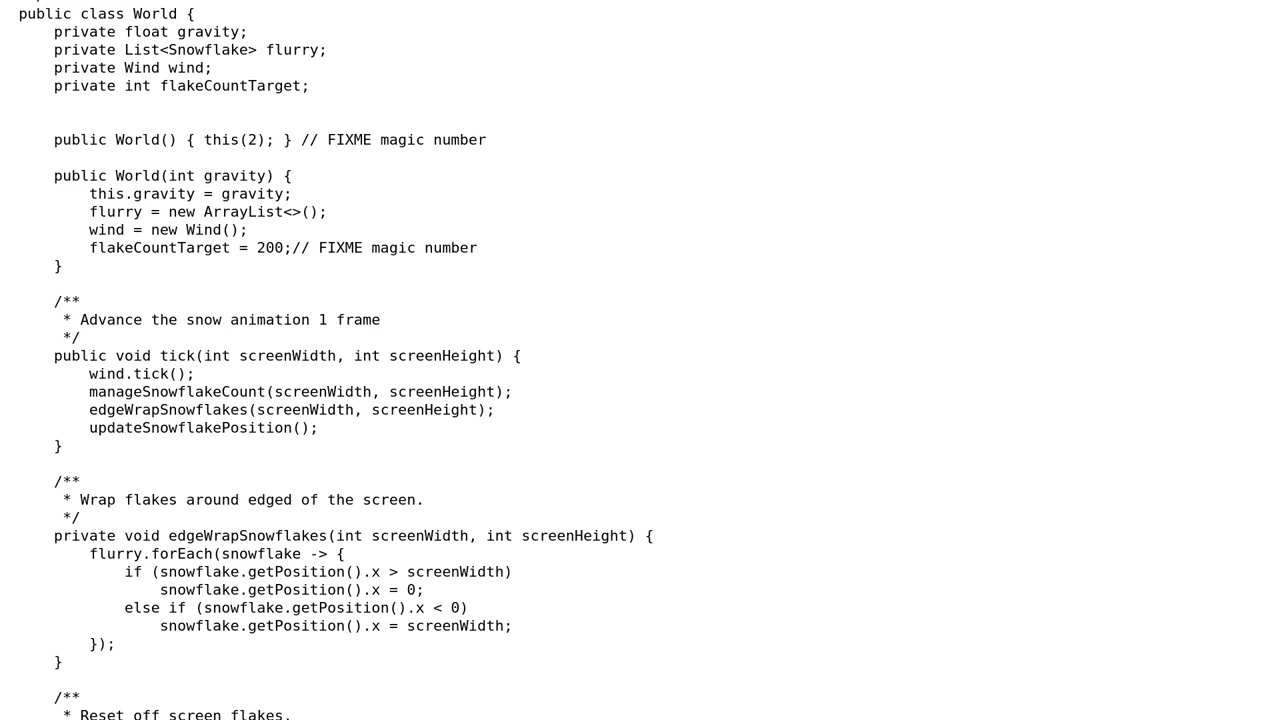 public class World {
    private float gravity;
    private List<Snowflake> flurry;
    private Wind wind;
    private int flakeCountTarget;


    public World() { this(2); } // FIXME magic number

    public World(int gravity) {
        this.gravity = gravity;
        flurry = new ArrayList<>();
        wind = new Wind();
        flakeCountTarget = 200;// FIXME magic number
    }

    /**
     * Advance the snow animation 1 frame
     */
    public void tick(int screenWidth, int screenHeight) {
        wind.tick();
        manageSnowflakeCount(screenWidth, screenHeight);
        edgeWrapSnowflakes(screenWidth, screenHeight);
        updateSnowflakePosition();
    }

    /**
     * Wrap flakes around edged of the screen.
     */
    private void edgeWrapSnowflakes(int screenWidth, int screenHeight) {
        flurry.forEach(snowflake -> {
            if (snowflake.getPosition().x > screenWidth)
                snowflake.getPosition().x = 0;
            else if (snowflake.getPosition().x < 0)
                snowflake.getPosition().x = screenWidth;
        });
    }

    /**
     * Reset off screen flakes.